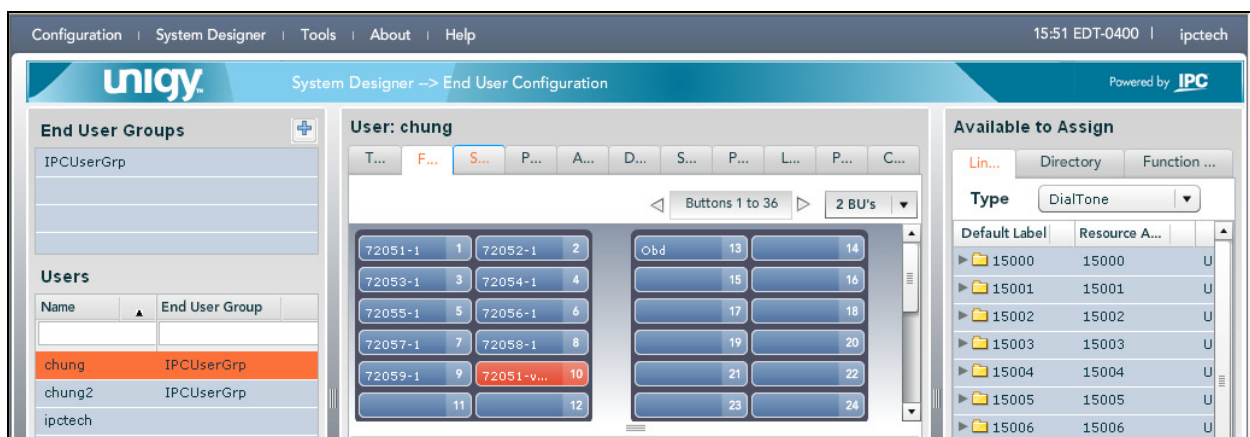 Configuration | System Designer | Tools | About | Help 15:51 EDT-0400 | ipctech
unigy. System Designer --> End User Configuration Powered by IPC
End User Groups
IPCUserGrp
Users
Name End User Group
chung IPCUserGrp
chung2 IPCUserGrp
ipctech
User: chung
T... F... S... P... A... D... S... P... L... P... C...
Buttons 1 to 36 2 BU's
72051-1 1 72052-1 2 Obd 13 14
72053-1 3 72054-1 4 15 16
72055-1 5 72056-1 6 17 18
72057-1 7 72058-1 8 19 20
72059-1 9 72051-v... 10 21 22
11 12 23 24
Available to Assign
Lin... Directory Function ...
Type DialTone
Default Label Resource A...
15000 15000 U
15001 15001 U
15002 15002 U
15003 15003 U
15004 15004 U
15005 15005 U
15006 15006 U